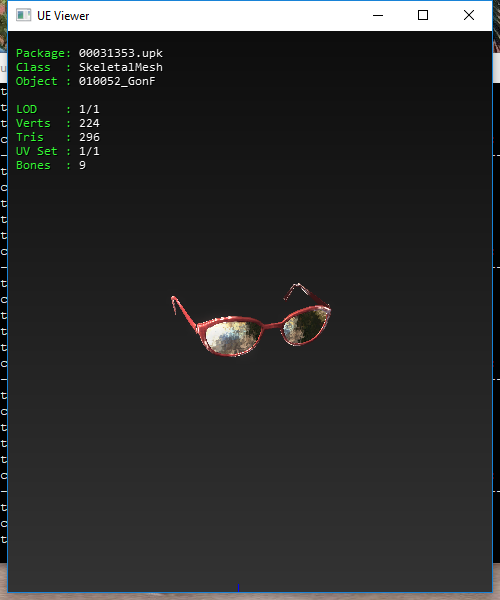 UE Viewer
Package: 00031353.upk
Class : SkeletalMesh
Object : 010052_GonF
LOD : 1/1
Verts : 224
Tris : 296
UV Set : 1/1
Bones : 9